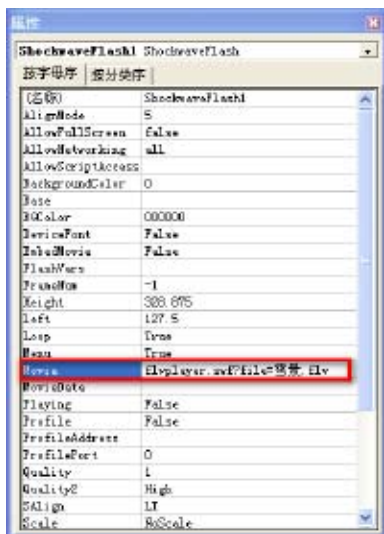 属性
ShockwaveFlash1 ShockwaveFlash
按字母序 按分类序
(名称) ShockwaveFlash1
AlignMode 5
AllowFullScreen false
AllowNetworking all
AllowScriptAccess
BackgroundColor 0
Base
BGColor 000000
DeviceFont False
EmbedMovie False
FlashVars
FrameNum -1
Height 328.875
left 127.5
Loop True
Menu True
Movie flvplayer.swf?file=雪景.flv
MovieData
Playing False
Profile False
ProfileAddress
ProfilePort 0
Quality 1
Quality2 High
SAlign LT
Scale NoScale